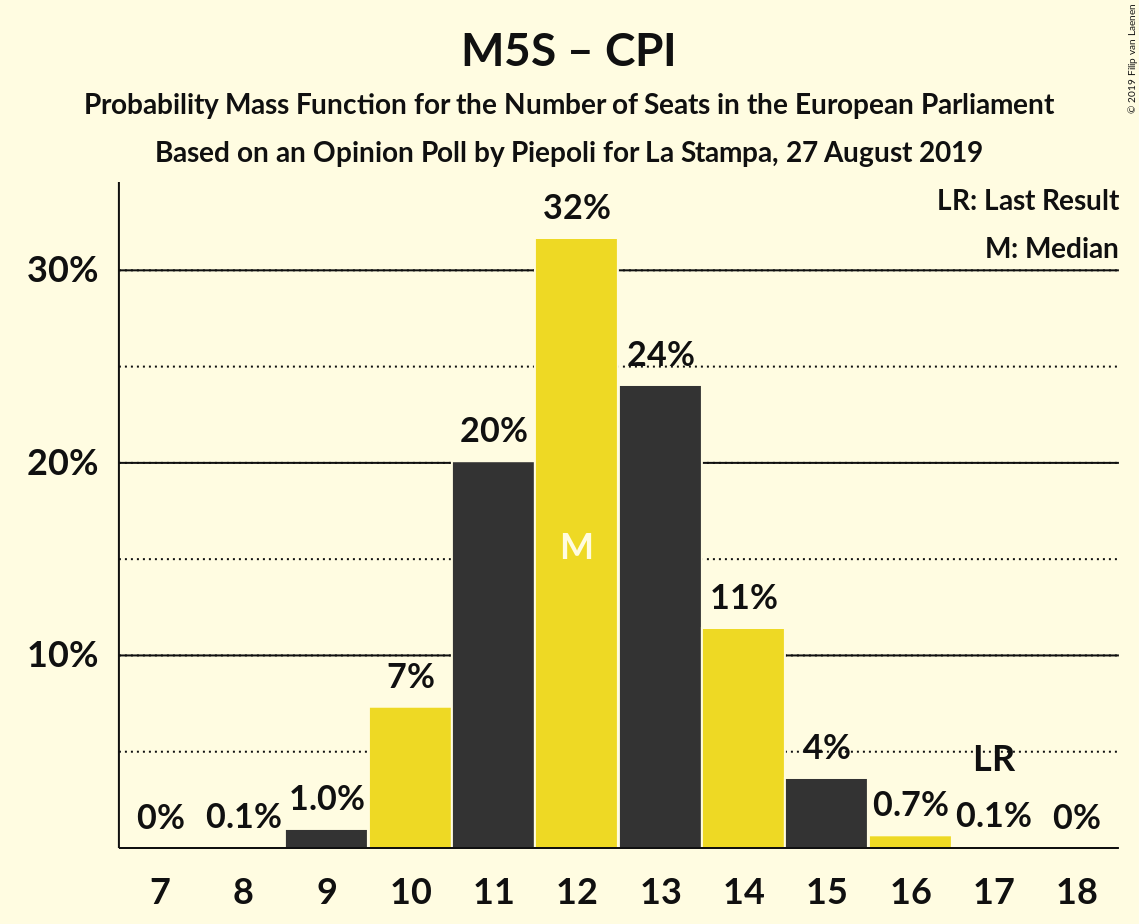 M5S – CPI
Probability Mass Function for the Number of Seats in the European Parliament
Based on an Opinion Poll by Piepoli for La Stampa, 27 August 2019
© 2019 Filip van Laenen
LR: Last Result
M: Median
30%
20%
10%
0%
0.1%
1.0%
7%
20%
32%
M
24%
11%
4%
0.7%
LR
0.1%
0%
7 8 9 10 11 12 13 14 15 16 17 18